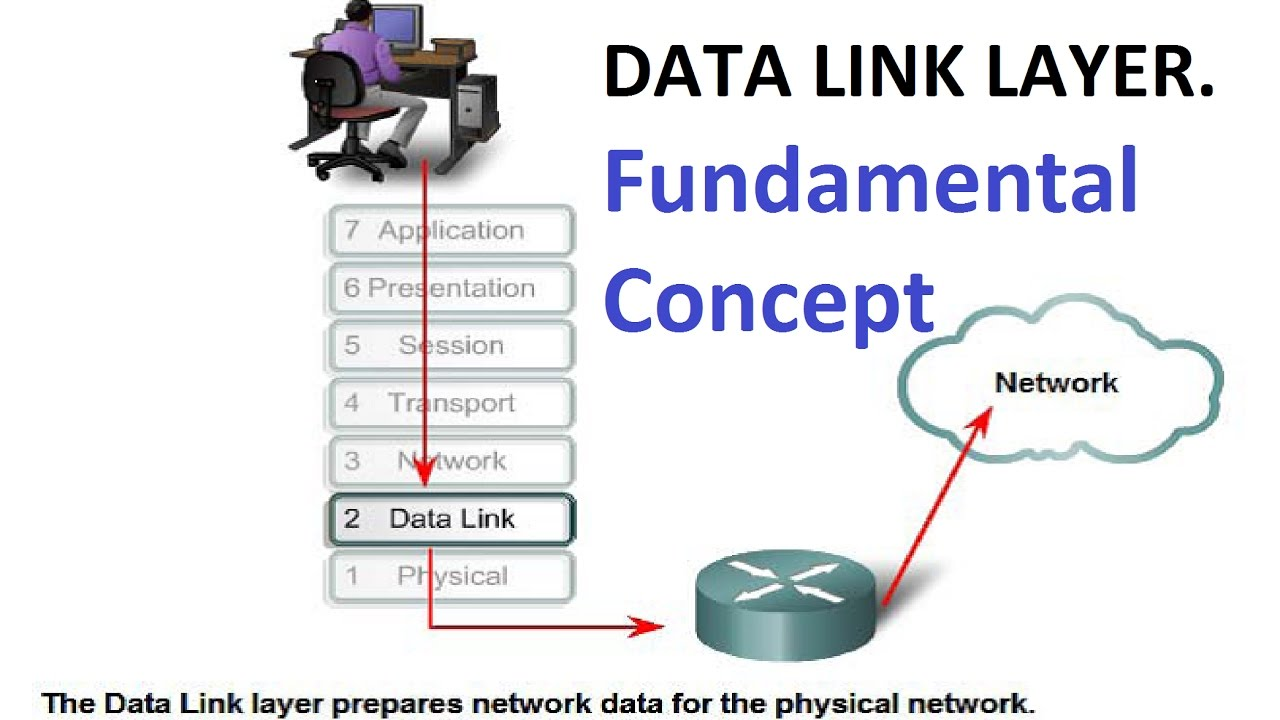 DATA LINK LAYER.
Fundamental
Concept
7 Application
6 Presentation
5 Session
4 Transport
3 Network
2 Data Link
1 Physical
Network
The Data Link layer prepares network data for the physical network.